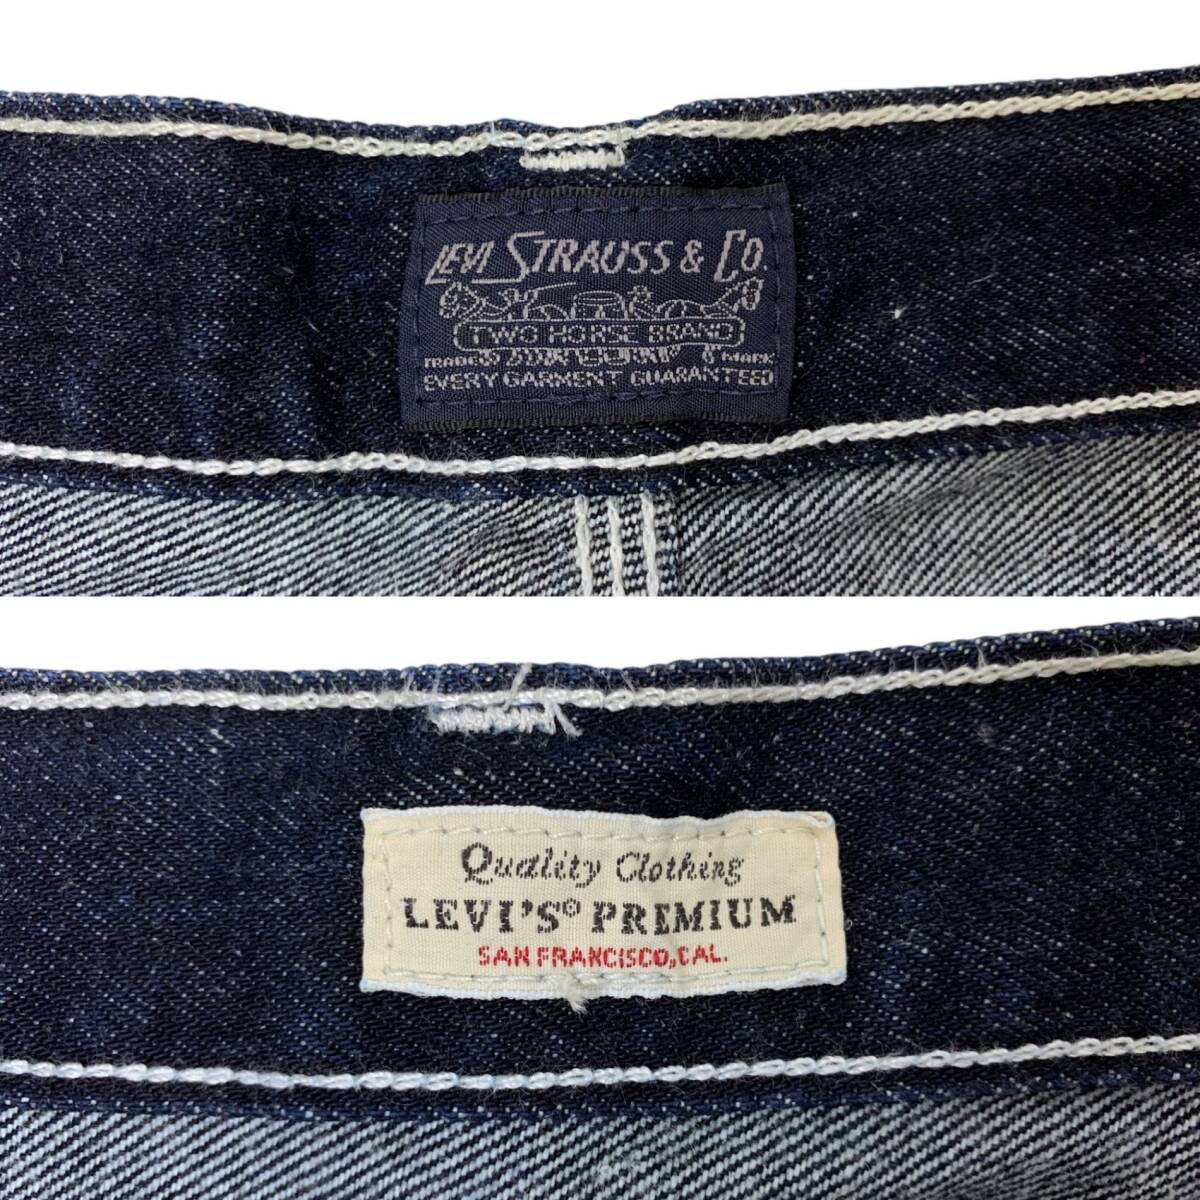 LEVI STRAUSS & CO.
TWO HORSE BRAND
TRADE MARK
EVERY GARMENT GUARANTEED
Quality Clothing
LEVI'S® PREMIUM
SAN FRANCISCO, CAL.